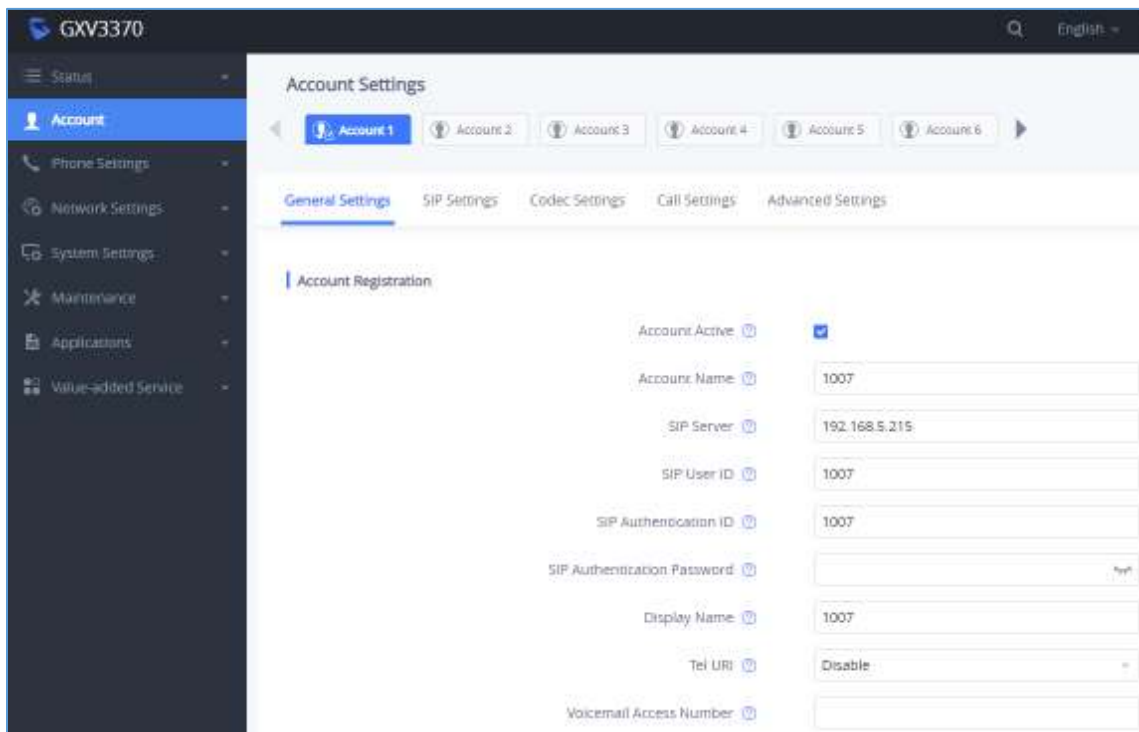 GXV3370
English
Status
Account
Phone Settings
Network Settings
System Settings
Maintenance
Applications
Value-added Service
Account Settings
Account 1 Account 2 Account 3 Account 4 Account 5 Account 6
General Settings SIP Settings Codec Settings Call Settings Advanced Settings
Account Registration
Account Active
Account Name 1007
SIP Server 192.168.5.215
SIP User ID 1007
SIP Authentication ID 1007
SIP Authentication Password
Display Name 1007
Tel URI Disable
Voicemail Access Number